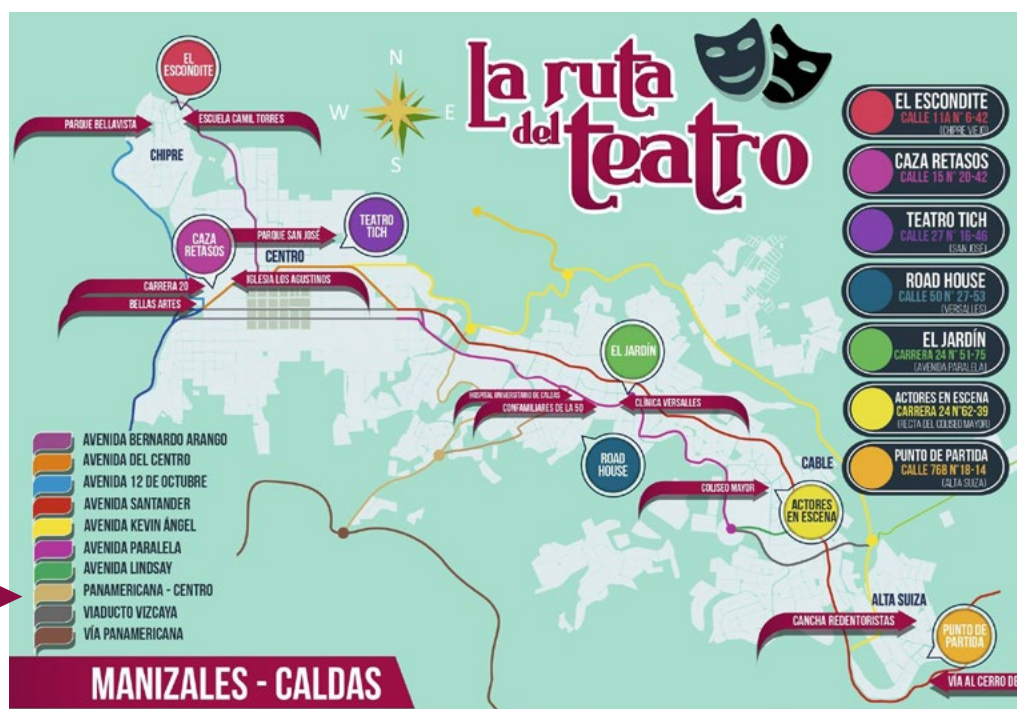 La ruta
del teatro
N
W E
S
EL
ESCONDITE
PARQUE BELLAVISTA
ESCUELA CAMIL TORRES
CHIPRE
CAZA
RETASOS
PARQUE SAN JOSÉ
TEATRO
TICH
CENTRO
CARRERA 20
IGLESIA LOS AGUSTINOS
BELLAS ARTES
EL JARDÍN
HOSPITAL UNIVERSITARIO DE CALDAS
CONFAMILIARES DE LA 50
CLÍNICA VERSALLES
ROAD
HOUSE
CABLE
COLISEO MAYOR
ACTORES
EN ESCENA
ALTA SUIZA
CANCHA REDENTORISTAS
PUNTO DE
PARTIDA
VÍA AL CERRO DE
EL ESCONDITE
CALLE 11A N° 6-42
(CHIPRE VIEJO)
CAZA RETASOS
CALLE 15 N° 20-42
TEATRO TICH
CALLE 27 N° 16-46
(SAN JOSÉ)
ROAD HOUSE
CALLE 50 N° 27-53
(VERSALLES)
EL JARDÍN
CARRERA 24 N° 51-75
(AVENIDA PARALELA)
ACTORES EN ESCENA
CARRERA 24 N°62-39
(RECTA DEL COLISEO MAYOR)
PUNTO DE PARTIDA
CALLE 76B N°18-14
(ALTA SUIZA)
AVENIDA BERNARDO ARANGO
AVENIDA DEL CENTRO
AVENIDA 12 DE OCTUBRE
AVENIDA SANTANDER
AVENIDA KEVIN ÁNGEL
AVENIDA PARALELA
AVENIDA LINDSAY
PANAMERICANA - CENTRO
VIADUCTO VIZCAYA
VÍA PANAMERICANA
MANIZALES - CALDAS